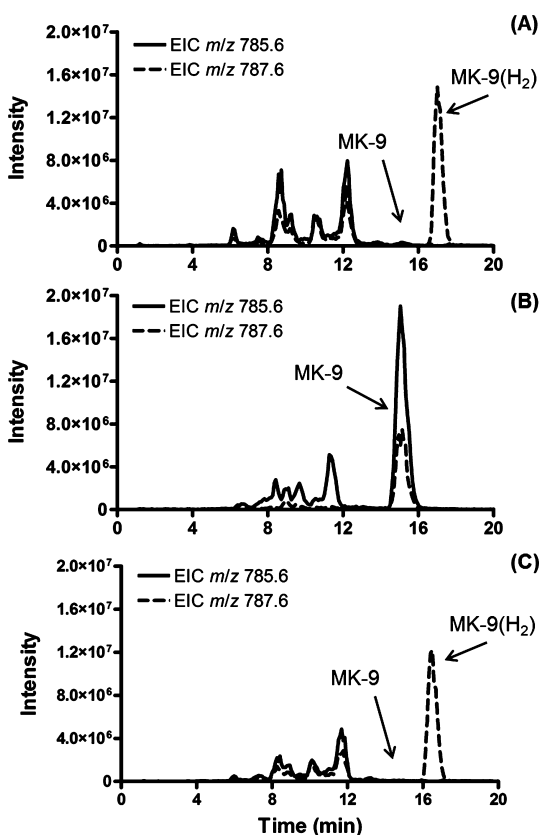 (A)
2.0×10⁷
EIC m/z 785.6
EIC m/z 787.6
1.6×10⁷
MK-9(H₂)
1.2×10⁷
MK-9
Intensity
8.0×10⁶
4.0×10⁶
0
0 4 8 12 16 20
(B)
2.0×10⁷
EIC m/z 785.6
EIC m/z 787.6
1.6×10⁷
1.2×10⁷
MK-9
Intensity
8.0×10⁶
4.0×10⁶
0
0 4 8 12 16 20
(C)
2.0×10⁷
EIC m/z 785.6
EIC m/z 787.6
1.6×10⁷
MK-9(H₂)
1.2×10⁷
MK-9
Intensity
8.0×10⁶
4.0×10⁶
0
0 4 8 12 16 20
Time (min)